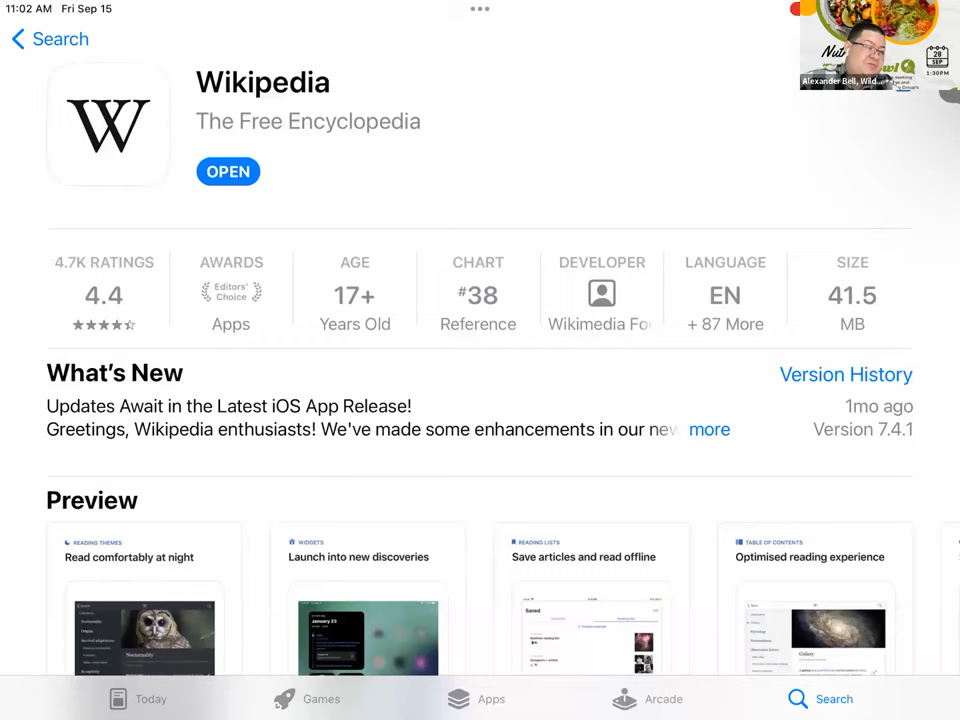 11:02 AM Fri Sep 15
Search
Wikipedia
The Free Encyclopedia
OPEN
28
SEP
1:30PM
Alexander Bell, Wild...
W
4.7K RATINGS
4.4
AWARDS
Editors'
Choice
Apps
AGE
17+
Years Old
CHART
#38
Reference
DEVELOPER
Wikimedia Fo
LANGUAGE
EN
+ 87 More
SIZE
41.5
MB
What's New
Version History
Updates Await in the Latest iOS App Release!
1mo ago
Greetings, Wikipedia enthusiasts! We've made some enhancements in our new more
Version 7.4.1
Preview
READING THEMES
Read comfortably at night
WIDGETS
Launch into new discoveries
January 23
READING LISTS
Save articles and read offline
Saved
TABLE OF CONTENTS
Optimised reading experience
Galaxy
Today
Games
Apps
Arcade
Search